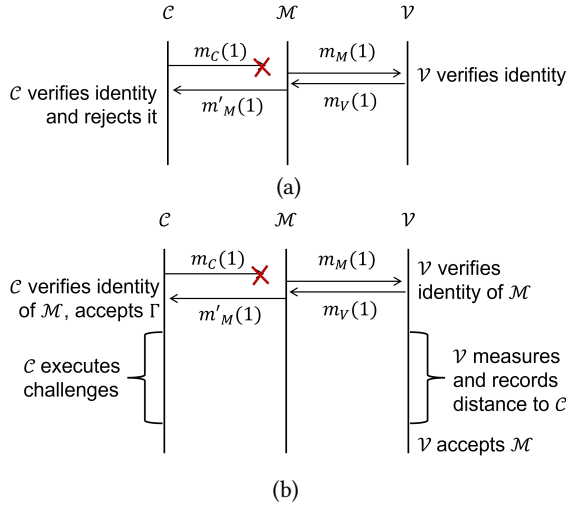 𝒞 ℳ 𝒱
m_C(1) m_M(1)
𝒱 verifies identity
𝒞 verifies identity
and rejects it
m'_M(1) m_V(1)
(a)
𝒞 ℳ 𝒱
m_C(1) m_M(1)
𝒞 verifies identity
of ℳ, accepts Γ
𝒱 verifies
identity of ℳ
m'_M(1) m_V(1)
𝒞 executes
challenges
𝒱 measures
and records
distance to 𝒞
𝒱 accepts ℳ
(b)